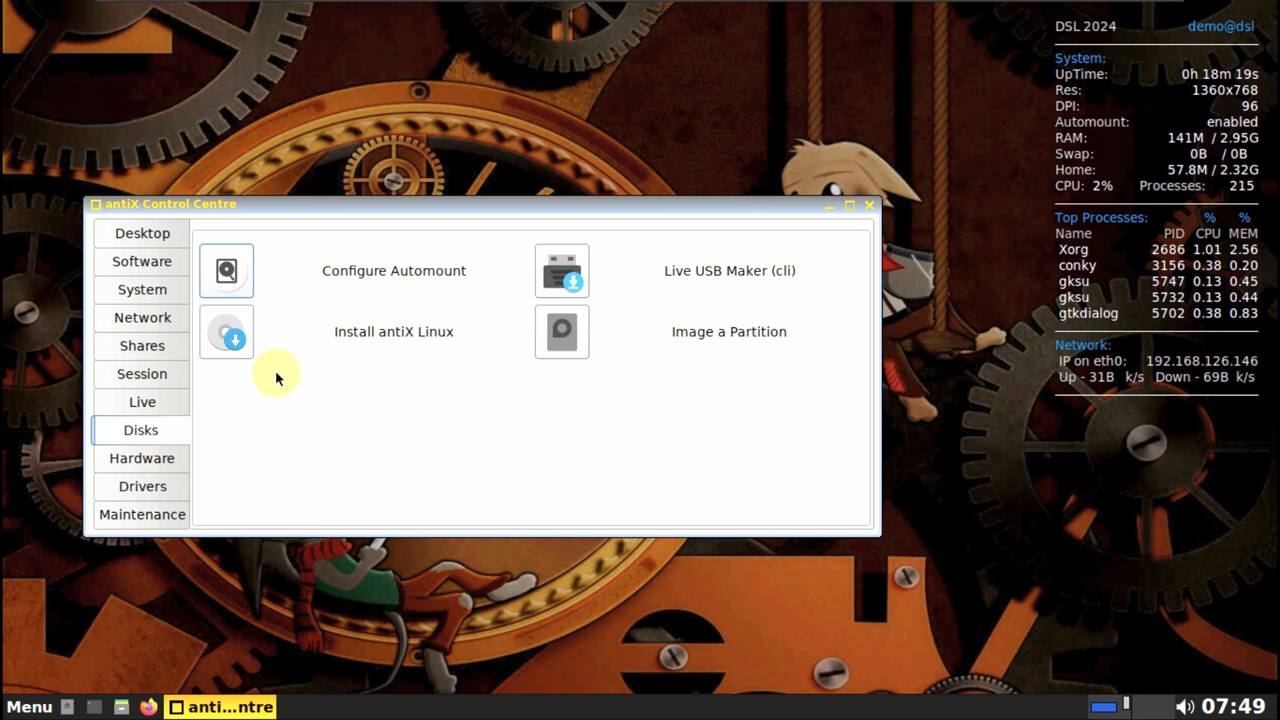 DSL 2024 demo@dsl
System:
UpTime: 0h 18m 19s
Res: 1360x768
DPI: 96
Automount: enabled
RAM: 141M / 2.95G
Swap: 0B / 0B
Home: 57.8M / 2.32G
CPU: 2% Processes: 215
Top Processes: % %
Name PID CPU MEM
Xorg 2686 1.01 2.56
conky 3156 0.38 0.20
gksu 5747 0.13 0.45
gksu 5732 0.13 0.44
gtkdialog 5702 0.38 0.83
Network:
IP on eth0: 192.168.126.146
Up - 31B k/s Down - 69B k/s
antiX Control Centre
Desktop
Software
System
Network
Shares
Session
Live
Disks
Hardware
Drivers
Maintenance
Configure Automount Live USB Maker (cli)
Install antiX Linux Image a Partition
Menu anti...ntre 07:49